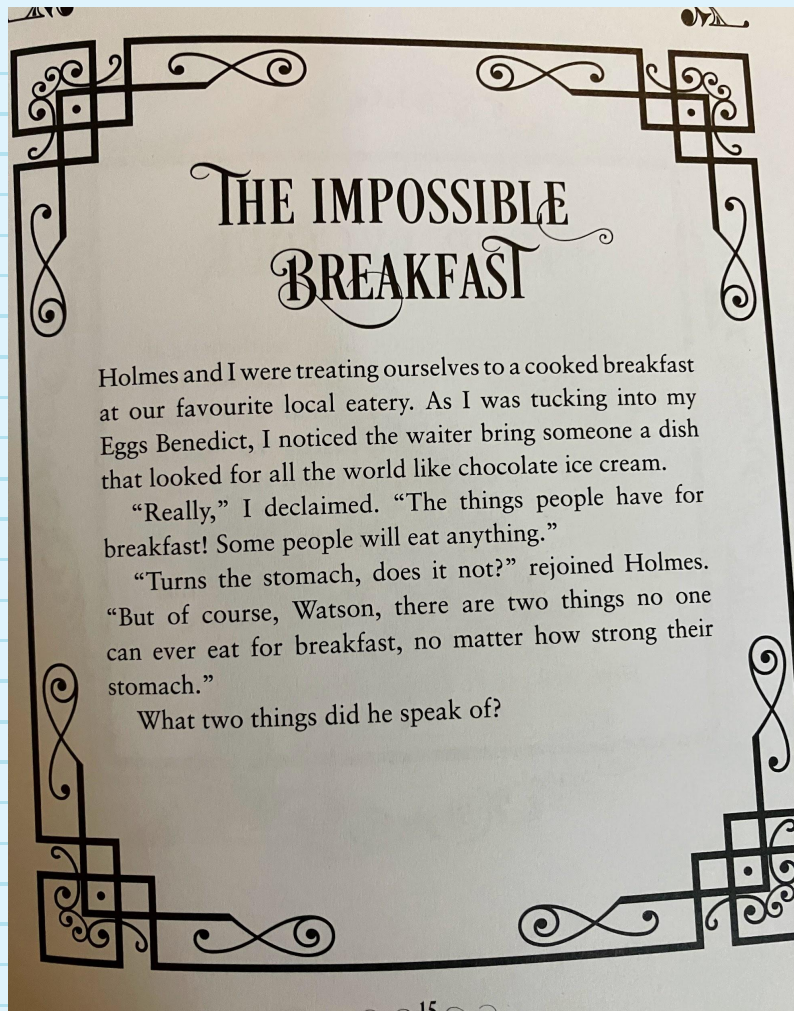 THE IMPOSSIBLE
BREAKFAST
Holmes and I were treating ourselves to a cooked breakfast
at our favourite local eatery. As I was tucking into my
Eggs Benedict, I noticed the waiter bring someone a dish
that looked for all the world like chocolate ice cream.
“Really,” I declaimed. “The things people have for
breakfast! Some people will eat anything.”
“Turns the stomach, does it not?” rejoined Holmes.
“But of course, Watson, there are two things no one
can ever eat for breakfast, no matter how strong their
stomach.”
What two things did he speak of?
15